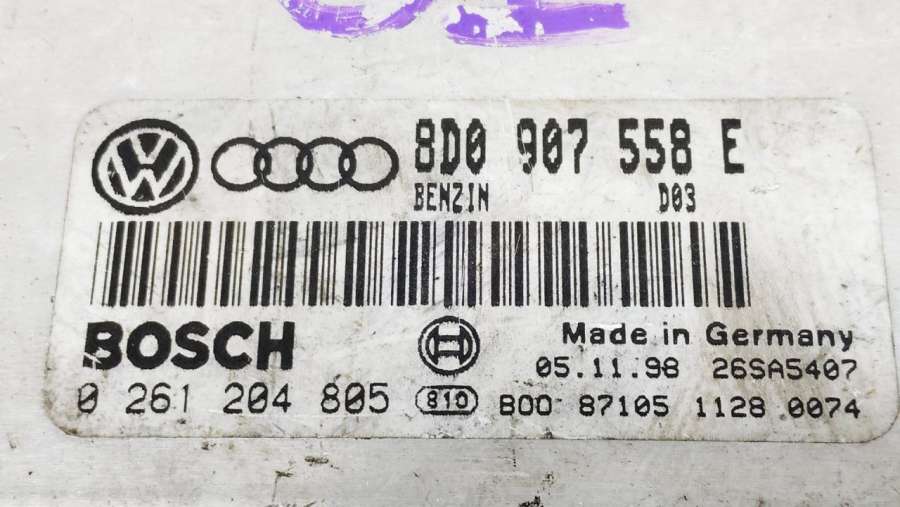 8D0 907 558 E
BENZIN D03
BOSCH
Made in Germany
05.11.98 26SA5407
0 261 204 805 810 B00 87105 1128 0074